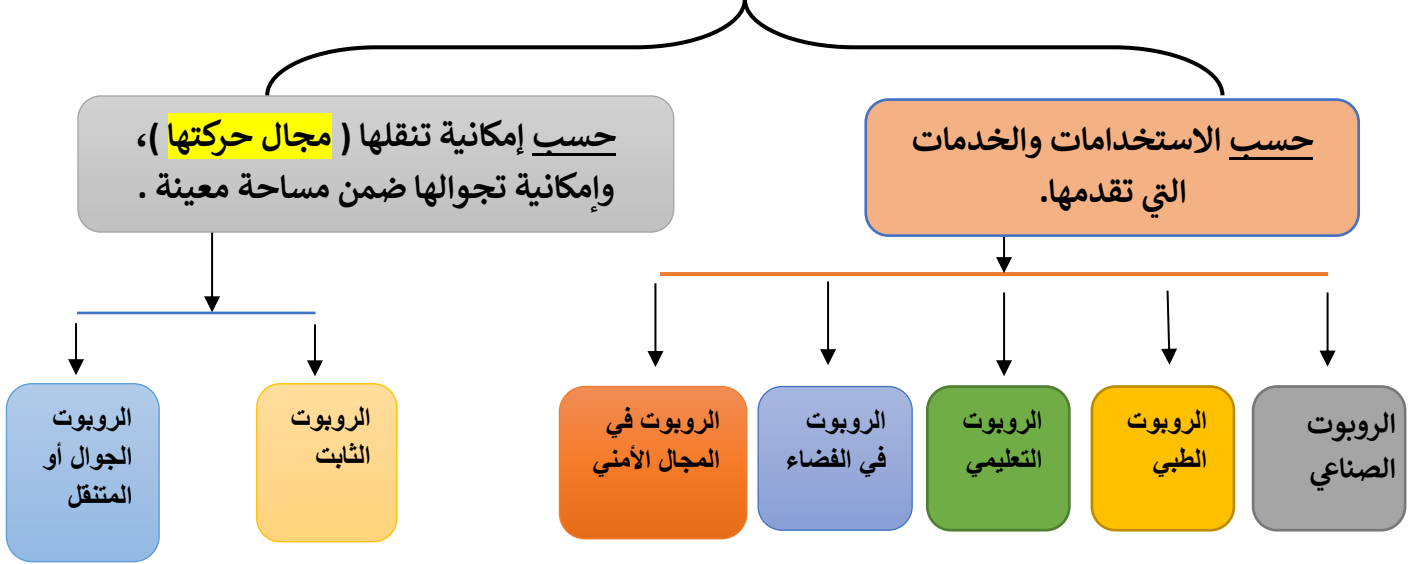 حسب الاستخدامات والخدمات
التي تقدمها.
حسب إمكانية تنقلها ( مجال حركتها )،
وإمكانية تجوالها ضمن مساحة معينة .
الروبوت
الصناعي
الروبوت
الطبي
الروبوت
التعليمي
الروبوت
في الفضاء
الروبوت في
المجال الأمني
الروبوت
الثابت
الروبوت
الجوال أو
المتنقل